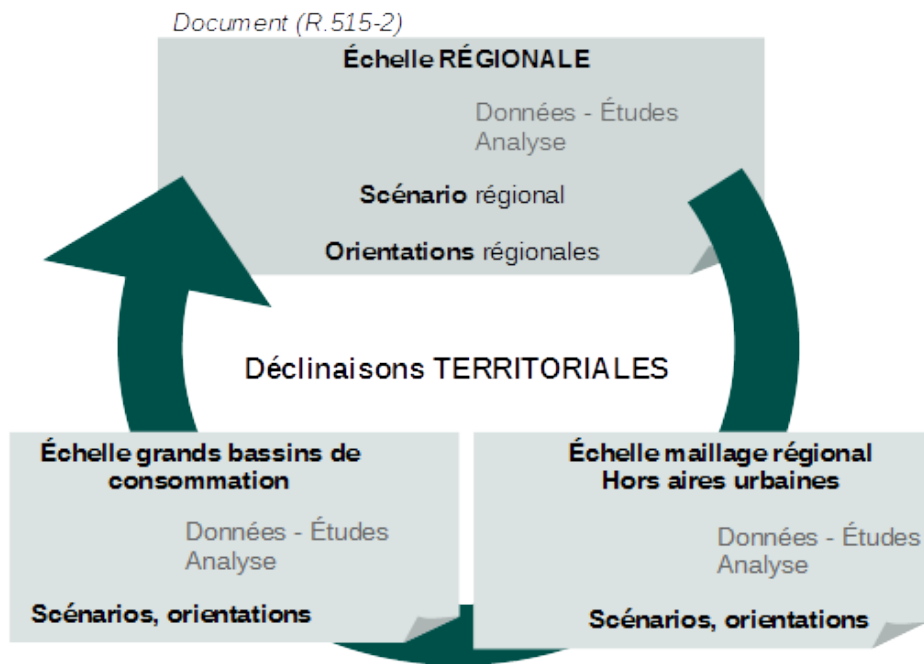 Document (R.515-2)
Échelle RÉGIONALE
Données - Études
Analyse
Scénario régional
Orientations régionales
Déclinaisons TERRITORIALES
Échelle grands bassins de
consommation
Données - Études
Analyse
Scénarios, orientations
Échelle maillage régional
Hors aires urbaines
Données - Études
Analyse
Scénarios, orientations